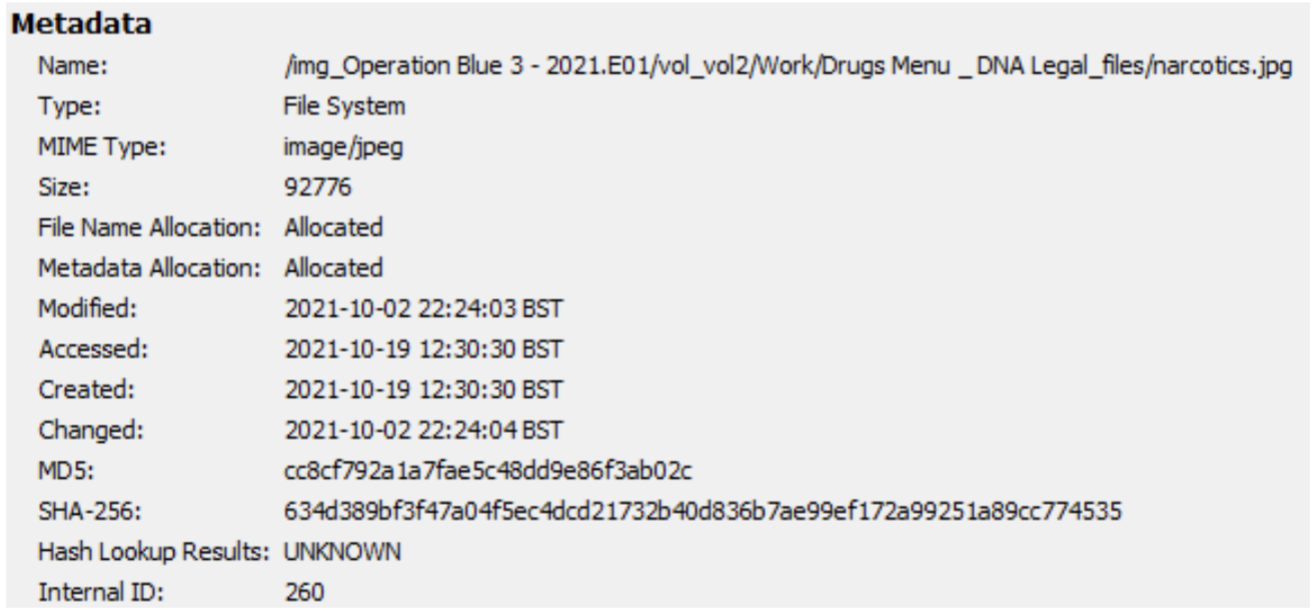 Metadata
Name: /img_Operation Blue 3 - 2021.E01/vol_vol2/Work/Drugs Menu _ DNA Legal_files/narcotics.jpg
Type: File System
MIME Type: image/jpeg
Size: 92776
File Name Allocation: Allocated
Metadata Allocation: Allocated
Modified: 2021-10-02 22:24:03 BST
Accessed: 2021-10-19 12:30:30 BST
Created: 2021-10-19 12:30:30 BST
Changed: 2021-10-02 22:24:04 BST
MD5: cc8cf792a1a7fae5c48dd9e86f3ab02c
SHA-256: 634d389bf3f47a04f5ec4dcd21732b40d836b7ae99ef172a99251a89cc774535
Hash Lookup Results: UNKNOWN
Internal ID: 260